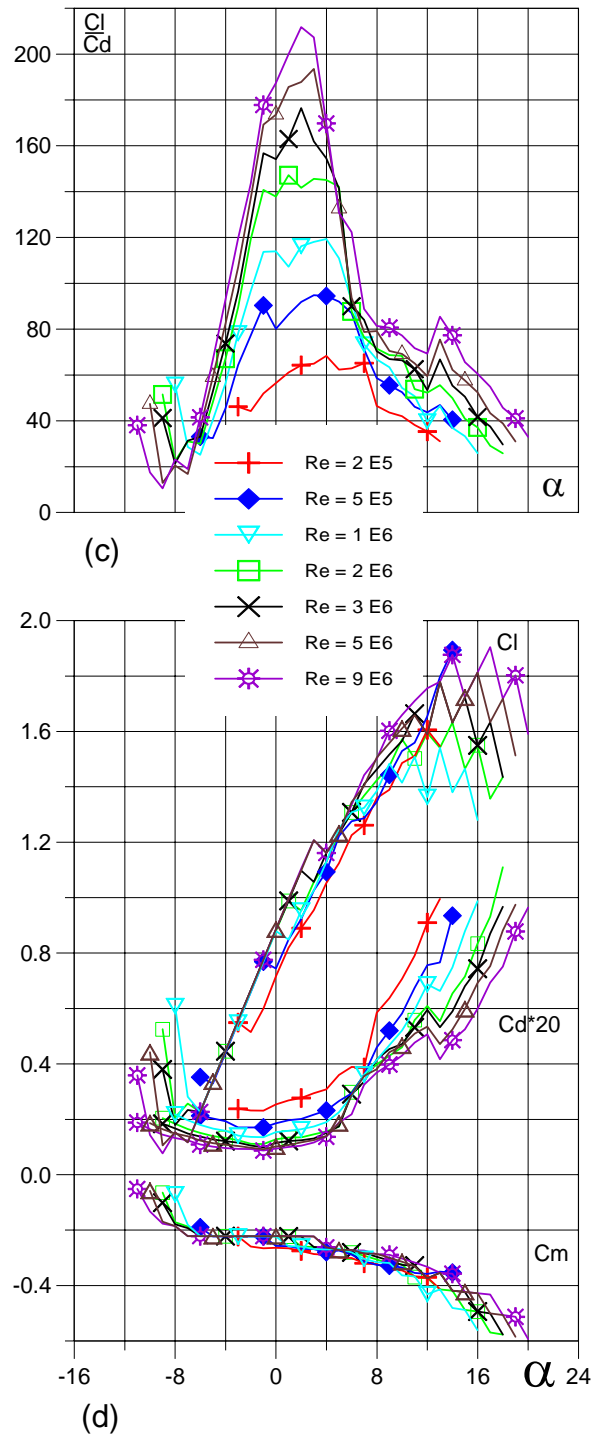 Cl
Cd
220
160
120
80
40
0
α
(c)
Re = 2 E5
Re = 5 E5
Re = 1 E6
Re = 2 E6
Re = 3 E6
Re = 5 E6
Re = 9 E6
2.0
Cl
1.6
1.2
0.8
Cd*20
0.4
0.0
Cm
-0.4
-16
-8
0
8
16
24
α
(d)